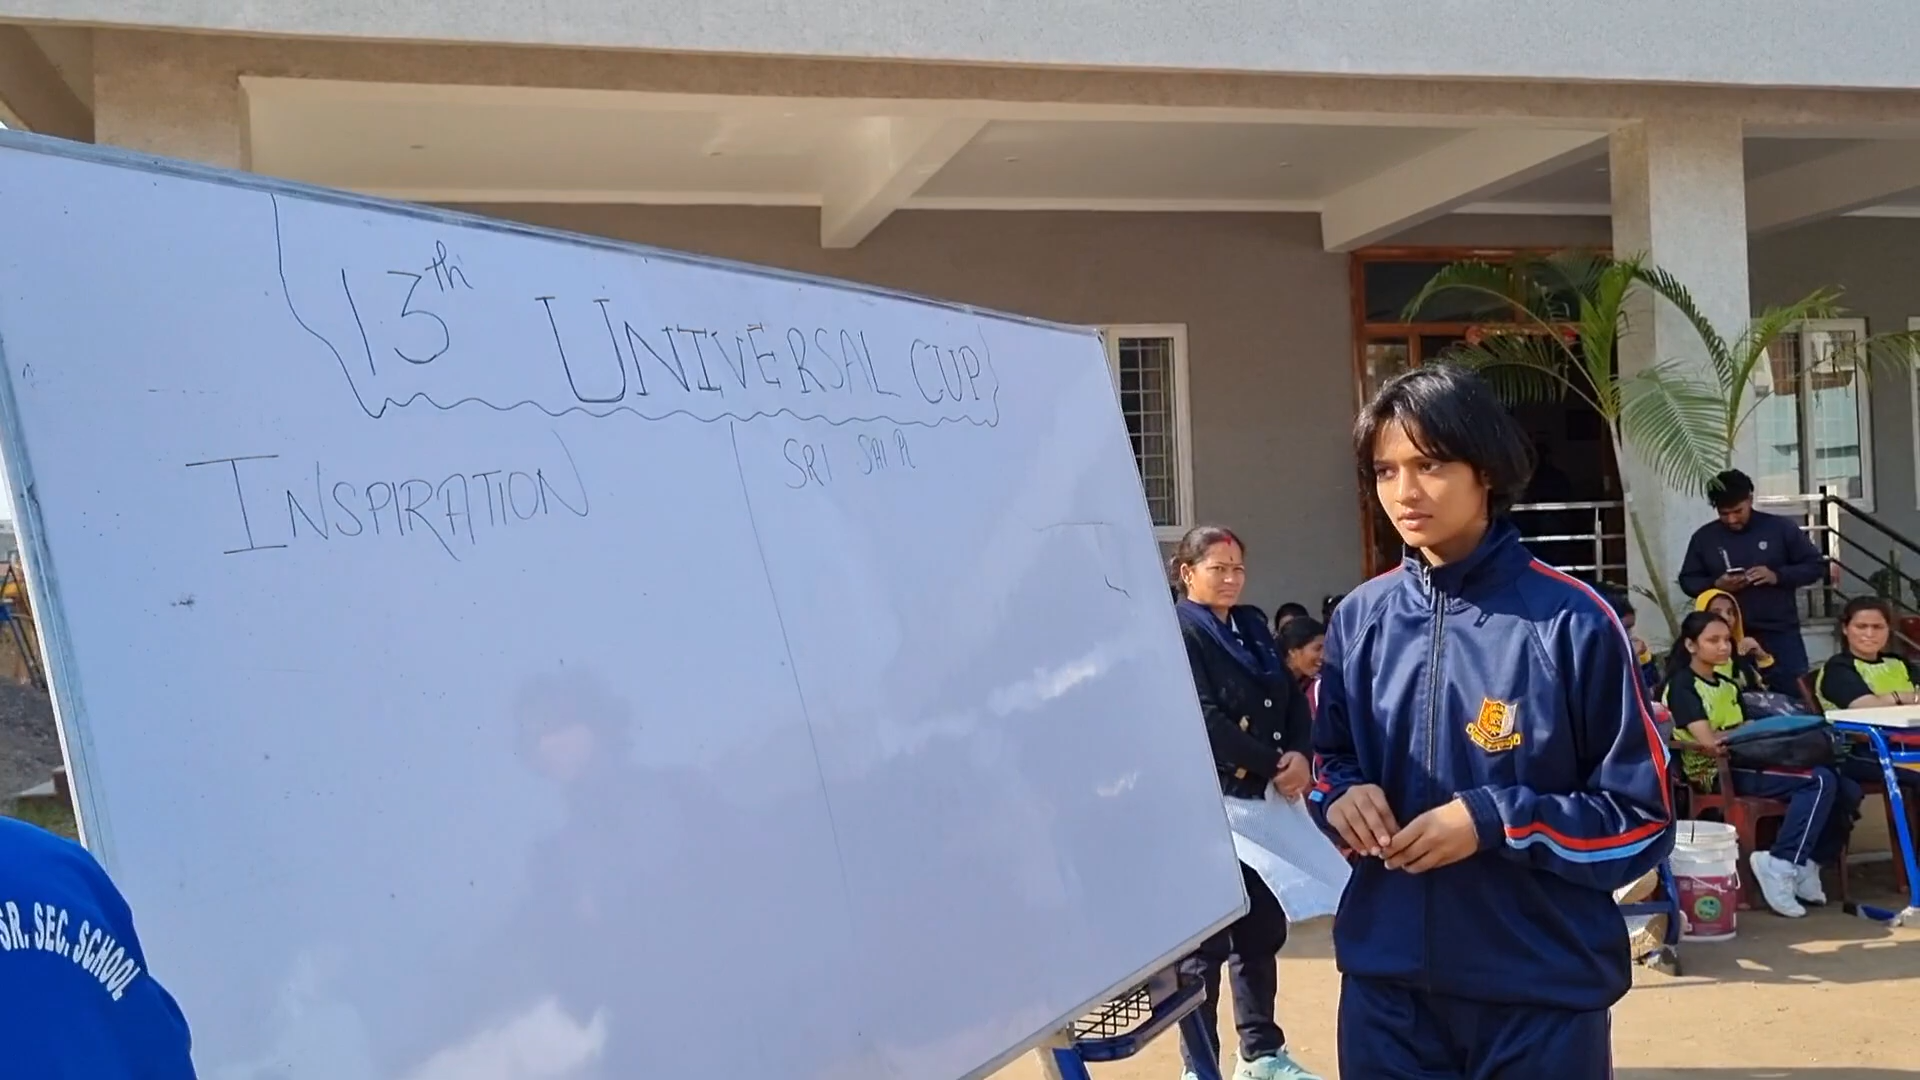 13th UNIVERSAL CUP
INSPIRATION
SRI SAI
SR. SEC. SCHOOL